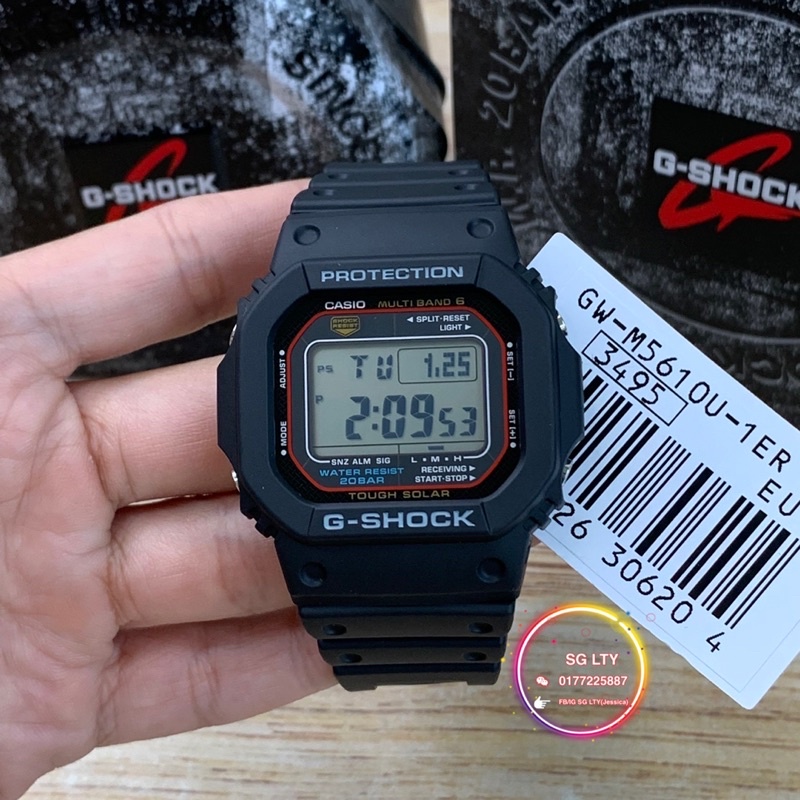 SINCE
G-SHOCK
G-SHOCK
PROTECTION
CASIO MULTI BAND 6
SHOCK
RESIST
◄ SPLIT·RESET
LIGHT ►
ADJUST ●
MODE ●
● SET [–]
SET [+] ●
PS TU 1.25
P 2:09 53
SNZ ALM SIG
L • M • H
WATER RESIST
20BAR
RECEIVING ►
START·STOP ►
TOUGH SOLAR
G-SHOCK
GW-M5610U-1ER
3495
EU
26 30620 4
SG LTY
0177225887
FB/IG SG LTY(Jessica)